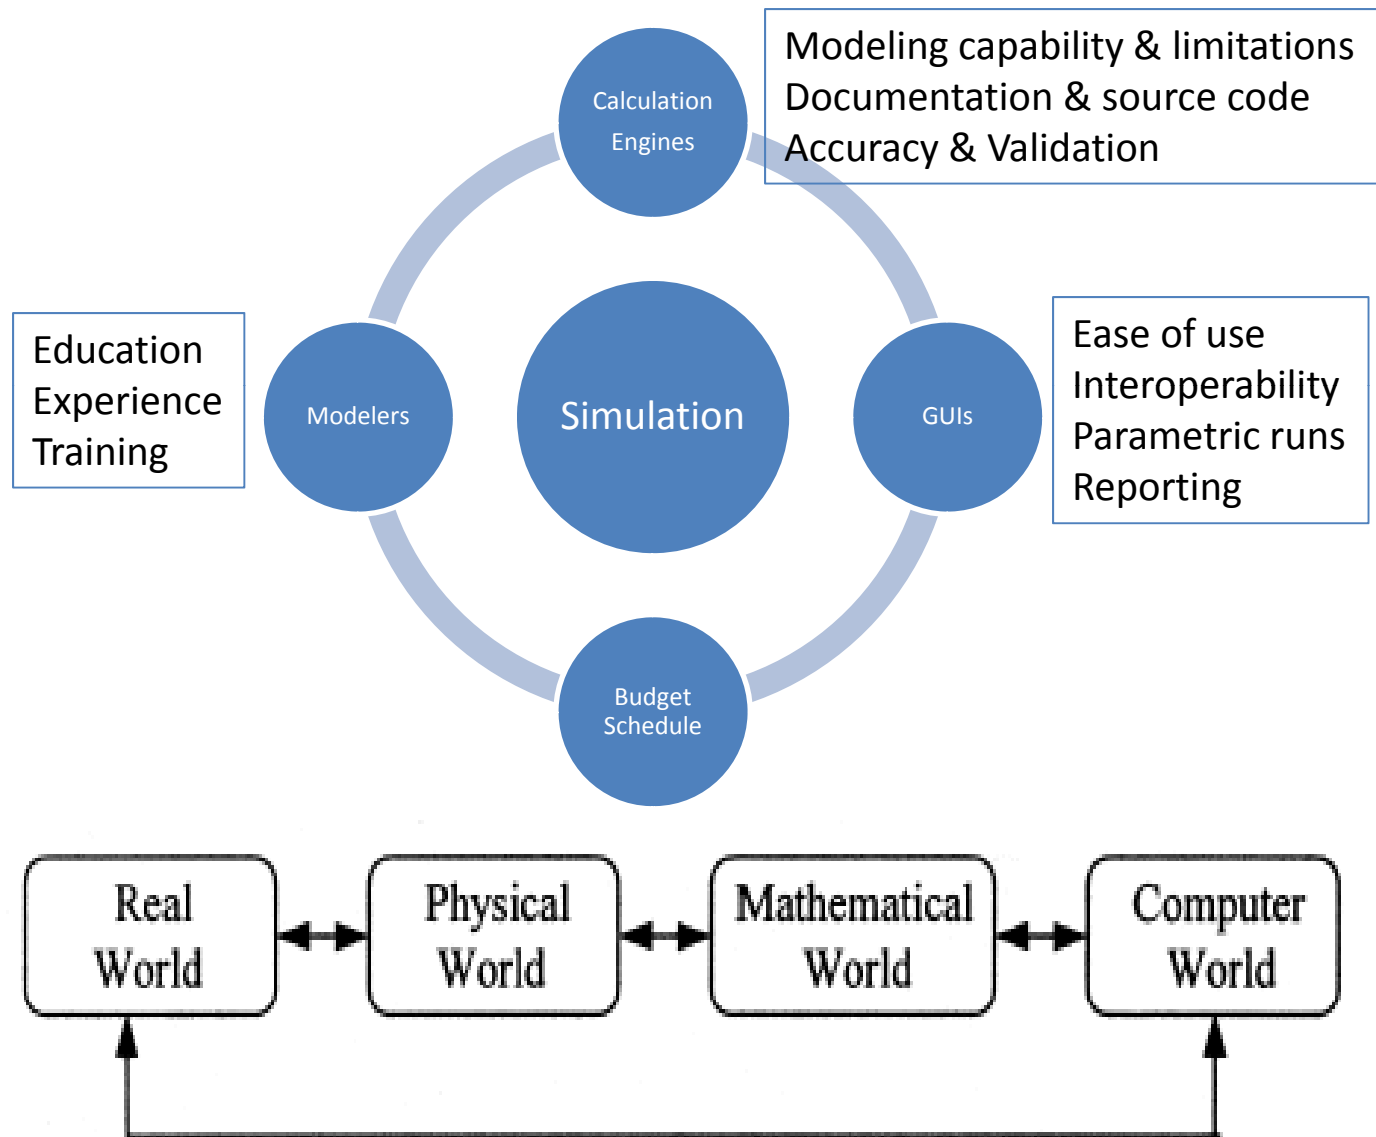 Calculation
Engines
Modeling capability & limitations
Documentation & source code
Accuracy & Validation
Education
Experience
Training
Modelers
Simulation
GUIs
Ease of use
Interoperability
Parametric runs
Reporting
Budget
Schedule
Real
World
Physical
World
Mathematical
World
Computer
World